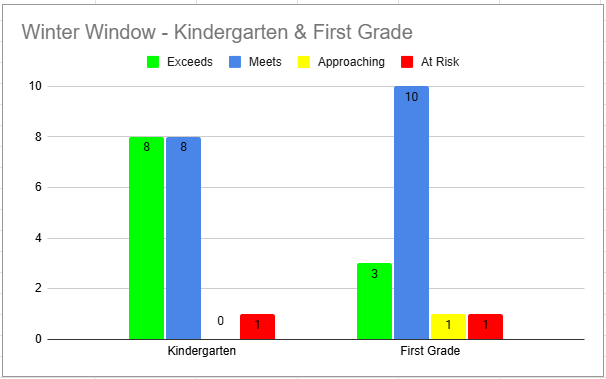 Winter Window - Kindergarten & First Grade
Exceeds Meets Approaching At Risk
10
8
6
4
2
0
8 8 0 1
3 10 1 1
Kindergarten First Grade